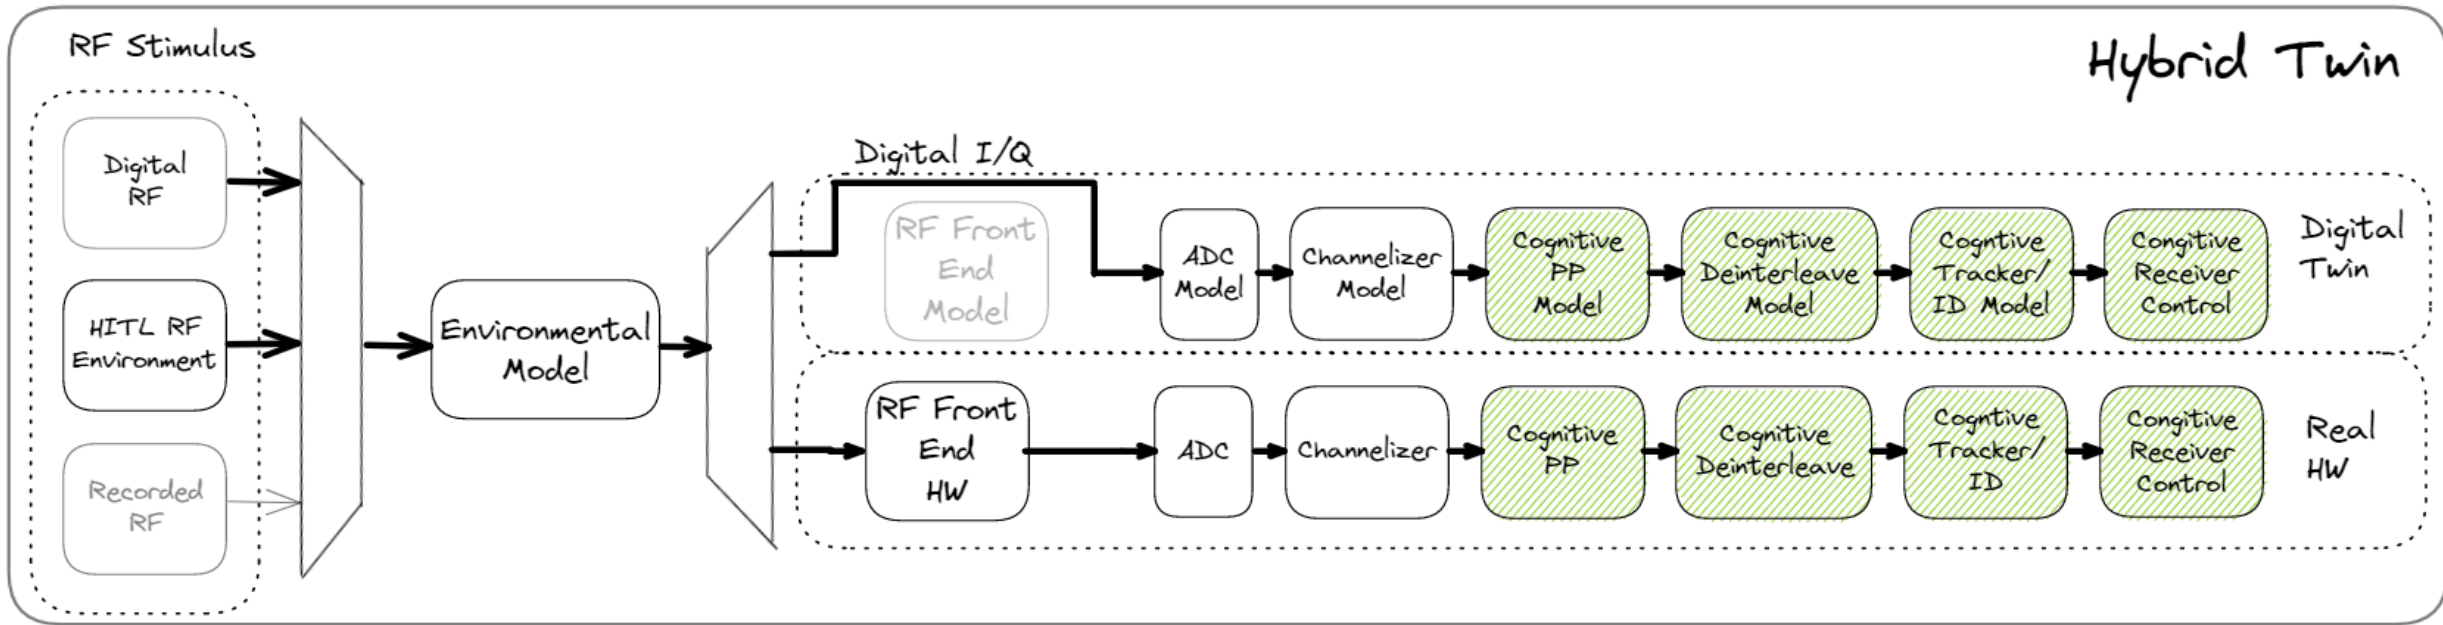 RF Stimulus
Hybrid Twin
Digital
RF
HITL RF
Environment
Recorded
RF
Environmental
Model
Digital I/Q
RF Front
End
Model
ADC
Model
Channelizer
Model
Cognitive
PP
Model
Cognitive
Deinterleave
Model
Cogntive
Tracker/
ID Model
Congitive
Receiver
Control
Digital
Twin
RF Front
End
HW
ADC
Channelizer
Cognitive
PP
Cognitive
Deinterleave
Cogntive
Tracker/
ID
Congitive
Receiver
Control
Real
HW